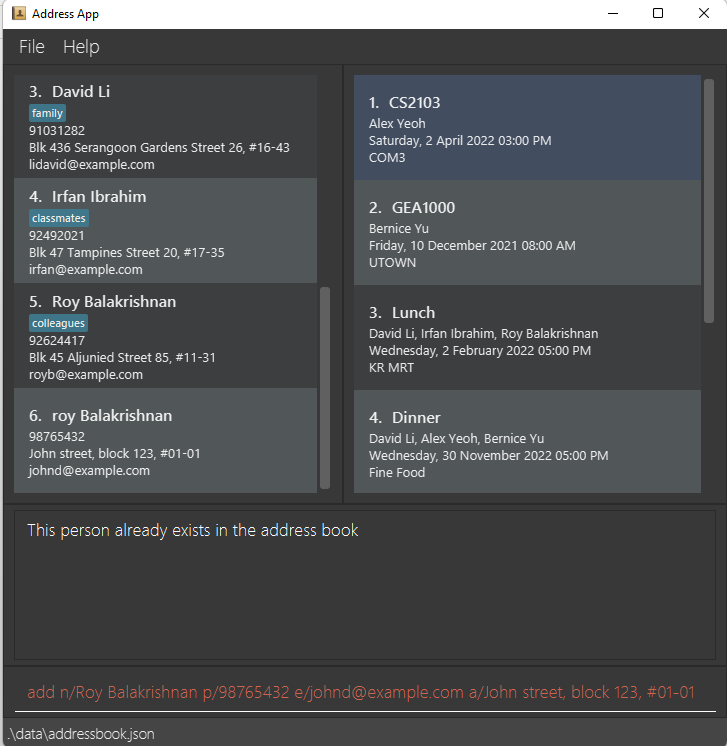 Address App
File Help
3. David Li
family
91031282
Blk 436 Serangoon Gardens Street 26, #16-43
lidavid@example.com
4. Irfan Ibrahim
classmates
92492021
Blk 47 Tampines Street 20, #17-35
irfan@example.com
5. Roy Balakrishnan
colleagues
92624417
Blk 45 Aljunied Street 85, #11-31
royb@example.com
6. roy Balakrishnan
98765432
John street, block 123, #01-01
johnd@example.com
1. CS2103
Alex Yeoh
Saturday, 2 April 2022 03:00 PM
COM3
2. GEA1000
Bernice Yu
Friday, 10 December 2021 08:00 AM
UTOWN
3. Lunch
David Li, Irfan Ibrahim, Roy Balakrishnan
Wednesday, 2 February 2022 05:00 PM
KR MRT
4. Dinner
David Li, Alex Yeoh, Bernice Yu
Wednesday, 30 November 2022 05:00 PM
Fine Food
This person already exists in the address book
add n/Roy Balakrishnan p/98765432 e/johnd@example.com a/John street, block 123, #01-01
.\data\addressbook.json